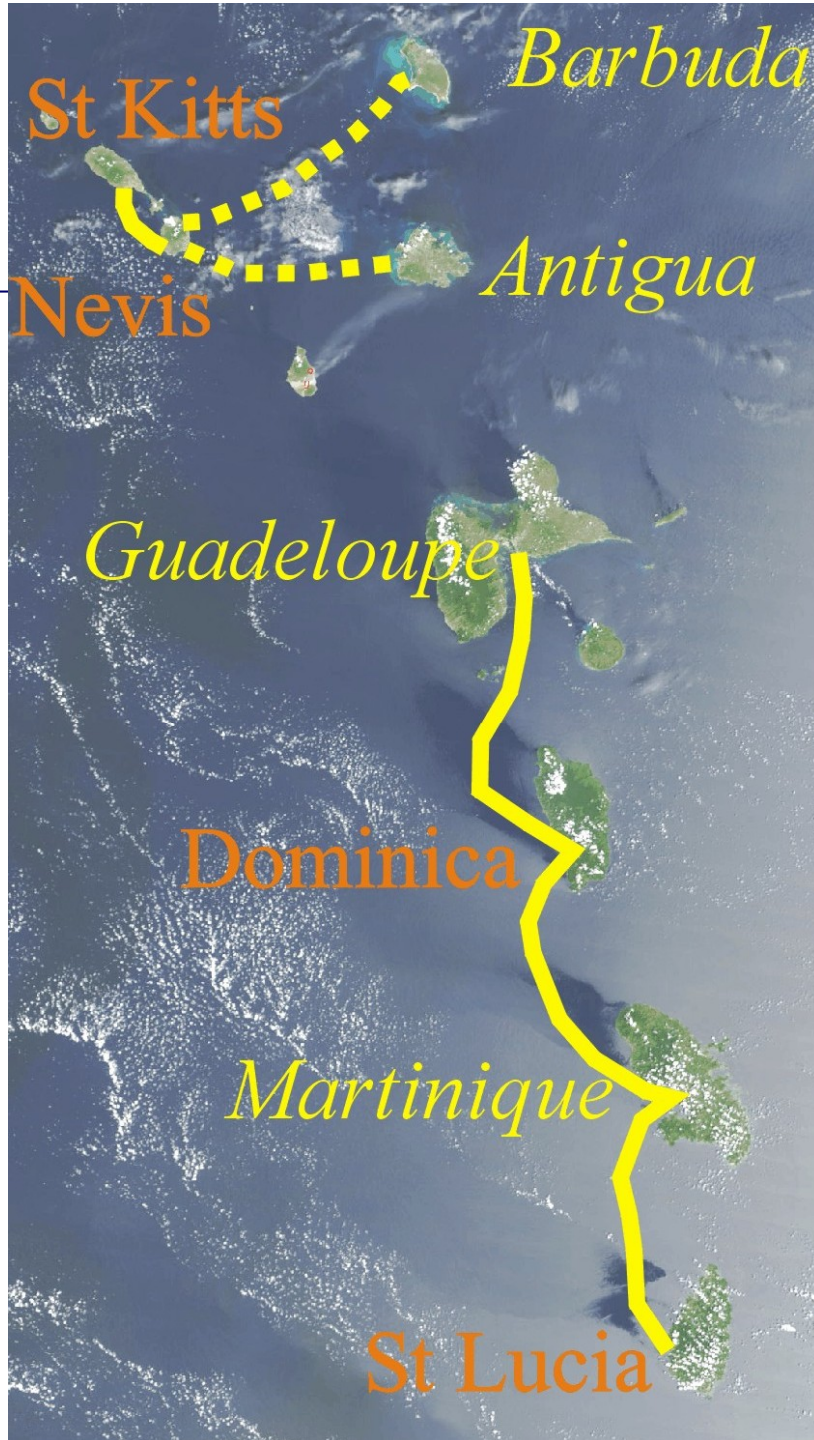 Barbuda
St Kitts
Antigua
Nevis
Guadeloupe
Dominica
Martinique
St Lucia